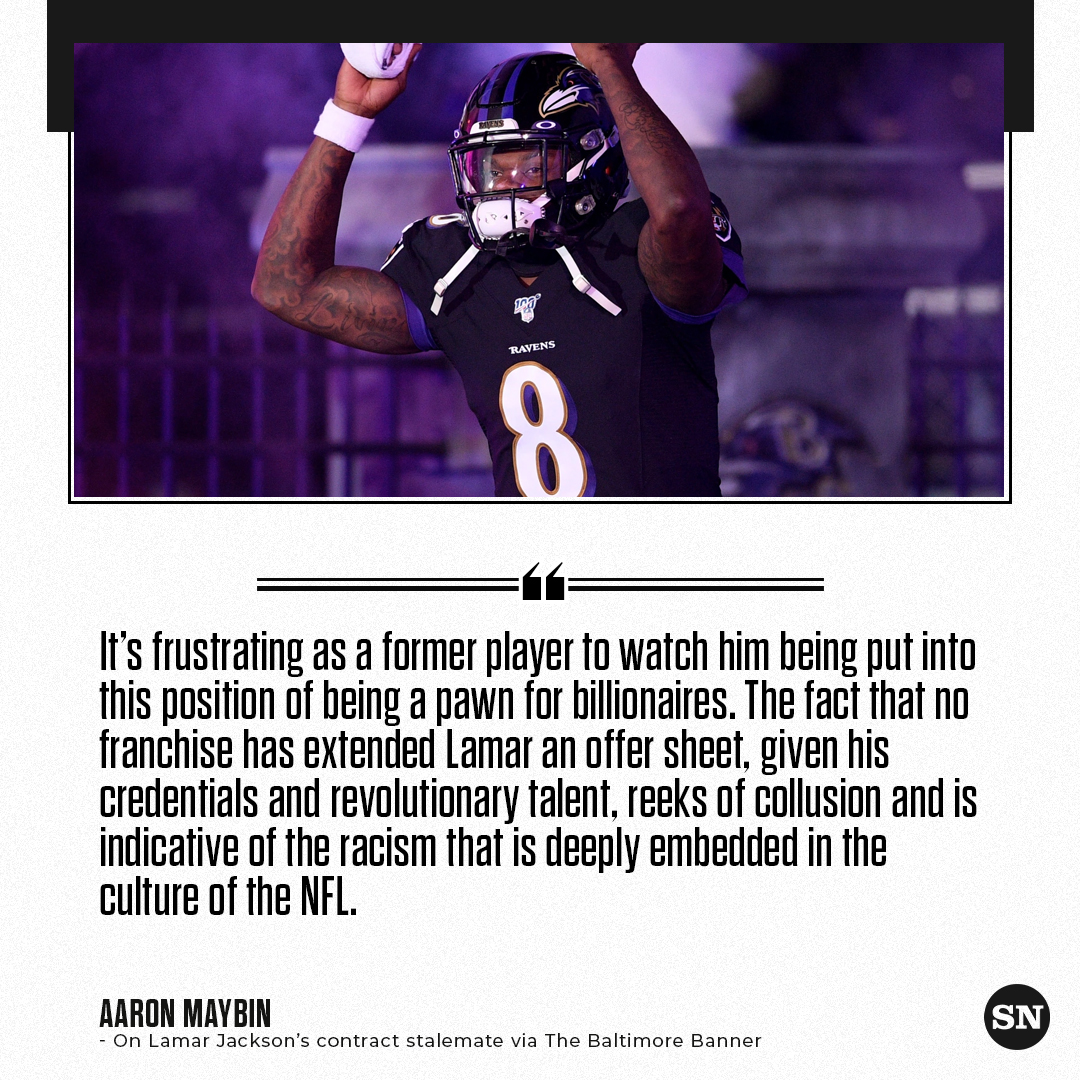 RAVENS
100
RAVENS
8
“
It’s frustrating as a former player to watch him being put into
this position of being a pawn for billionaires. The fact that no
franchise has extended Lamar an offer sheet, given his
credentials and revolutionary talent, reeks of collusion and is
indicative of the racism that is deeply embedded in the
culture of the NFL.
AARON MAYBIN
- On Lamar Jackson’s contract stalemate via The Baltimore Banner
SN